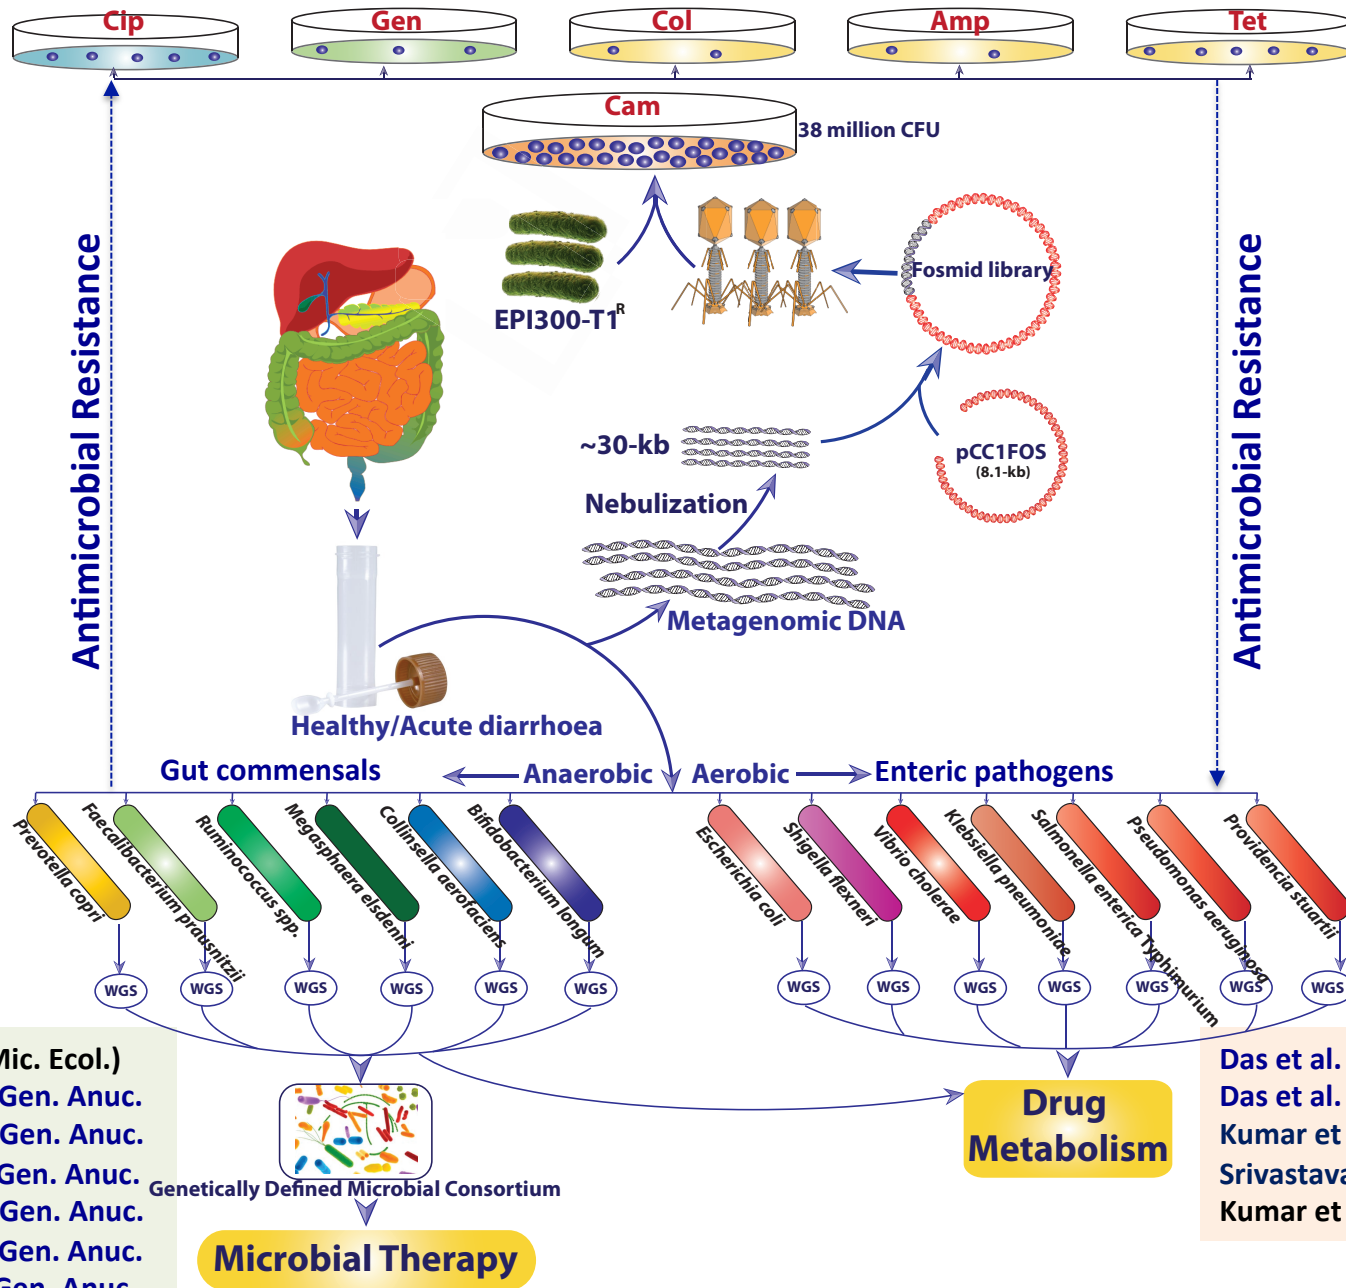 Cip
Gen
Col
Amp
Tet
Cam
38 million CFU
Antimicrobial Resistance
Antimicrobial Resistance
EPI300-T1R
Fosmid library
~30-kb
pCC1FOS
(8.1-kb)
Nebulization
Metagenomic DNA
Healthy/Acute diarrhoea
Gut commensals
Anaerobic
Aerobic
Enteric pathogens
Prevotella copri
Faecalibacterium prausnitzii
Ruminococcus spp.
Megasphaera elsdenni
Collinsella aerofaciens
Bifidobacterium longum
Escherichia coli
Shigella flexneri
Vibrio cholerae
Klebsiella pneumoniae
Salmonella enterica Typhimurium
Pseudomonas aeruginosa
Providencia stuartii
WGS
WGS
WGS
WGS
WGS
WGS
WGS
WGS
WGS
WGS
WGS
WGS
WGS
Mic. Ecol.)
Gen. Anuc.
Gen. Anuc.
Gen. Anuc.
Gen. Anuc.
Gen. Anuc.
Gen. Anuc.
Genetically Defined Microbial Consortium
Microbial Therapy
Drug
Metabolism
Das et al.
Das et al.
Kumar et
Srivastava
Kumar et